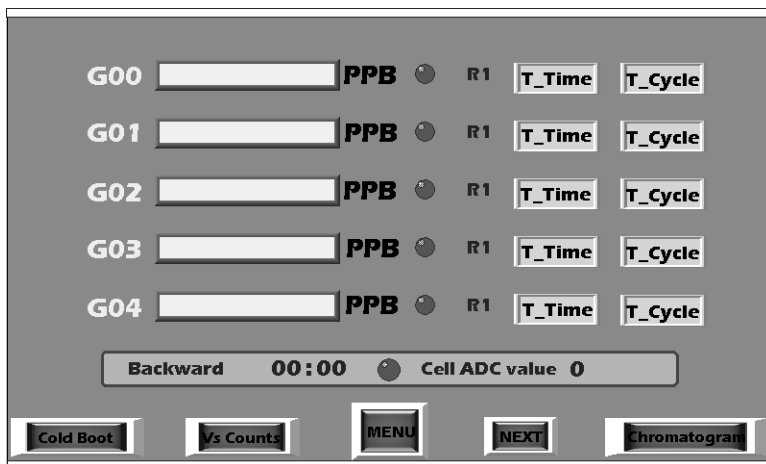 G00 PPB R1 T_Time T_Cycle
G01 PPB R1 T_Time T_Cycle
G02 PPB R1 T_Time T_Cycle
G03 PPB R1 T_Time T_Cycle
G04 PPB R1 T_Time T_Cycle
Backward 00:00 Cell ADC value 0
Cold Boot Vs Counts MENU NEXT Chromatogram